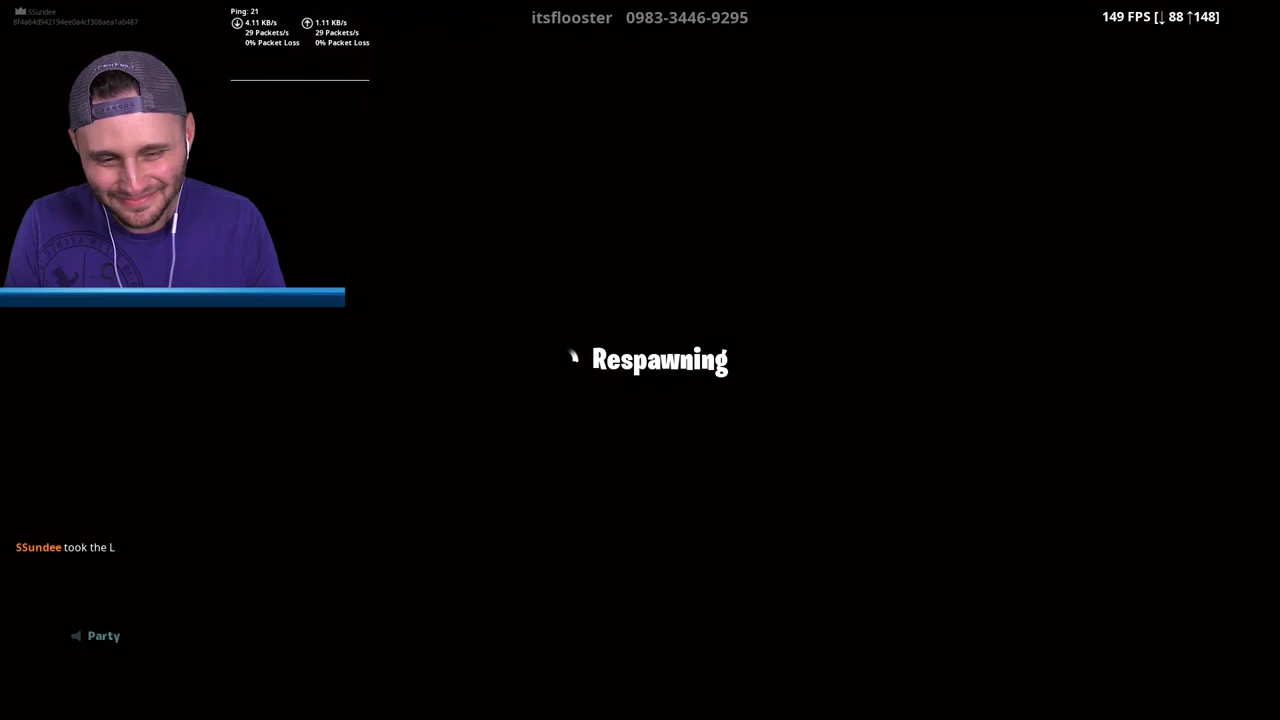 SSundee
8f4a64d942194ee0a4cf308aea1ab487
Ping: 21
4.11 KB/s 1.11 KB/s
29 Packets/s 29 Packets/s
0% Packet Loss 0% Packet Loss
itsflooster 0983-3446-9295
149 FPS [↓ 88 ↑148]
Respawning
SSundee took the L
Party